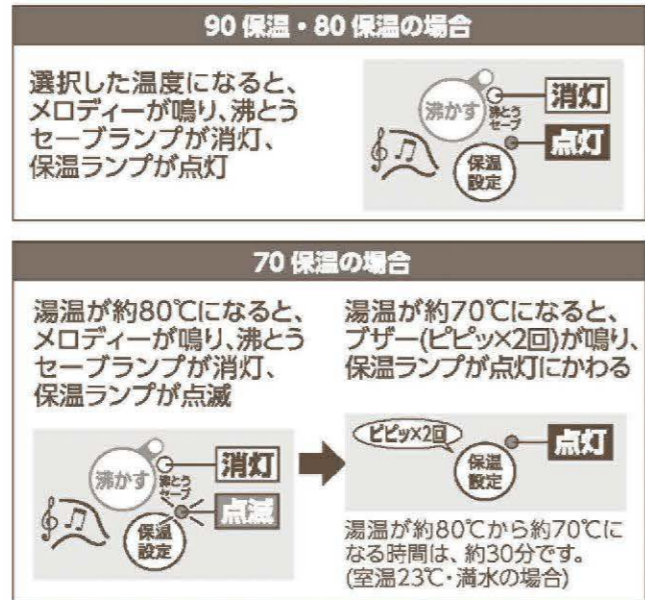 90 保温・80 保温の場合
選択した温度になると、
メロディーが鳴り、沸とう
セーブランプが消灯、
保温ランプが点灯
沸かす
沸とう
セーブ
消灯
点灯
保温
設定
70 保温の場合
湯温が約80℃になると、
メロディーが鳴り、沸とう
セーブランプが消灯、
保温ランプが点滅
沸かす
沸とう
セーブ
消灯
点滅
保温
設定
湯温が約70℃になると、
ブザー(ピピッ×2回)が鳴り、
保温ランプが点灯にかわる
ピピッ×2回
点灯
保温
設定
湯温が約80℃から約70℃に
なる時間は、約30分です。
(室温23℃・満水の場合)